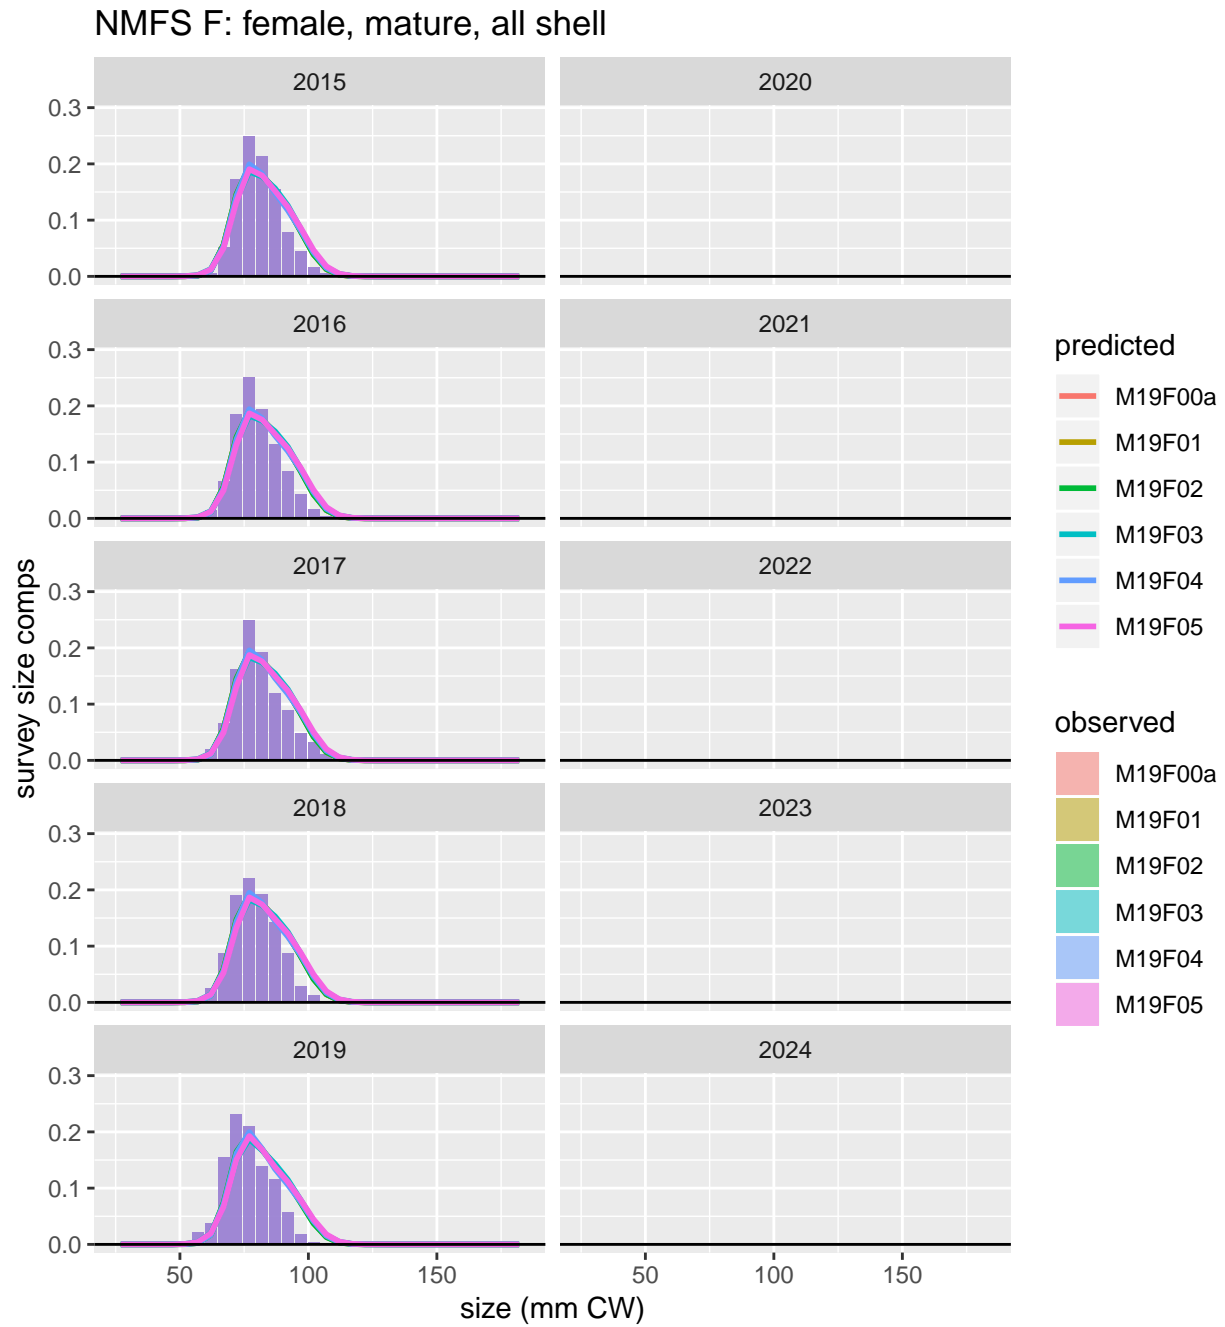 NMFS F: female, mature, all shell
2015
2020
0.3
0.2
0.1
0.0
2016
2021
0.3
0.2
0.1
0.0
2017
2022
0.3
0.2
0.1
0.0
2018
2023
0.3
0.2
0.1
0.0
2019
2024
0.3
0.2
0.1
0.0
50
100
150
50
100
150
size (mm CW)
survey size comps
predicted
M19F00a
M19F01
M19F02
M19F03
M19F04
M19F05
observed
M19F00a
M19F01
M19F02
M19F03
M19F04
M19F05